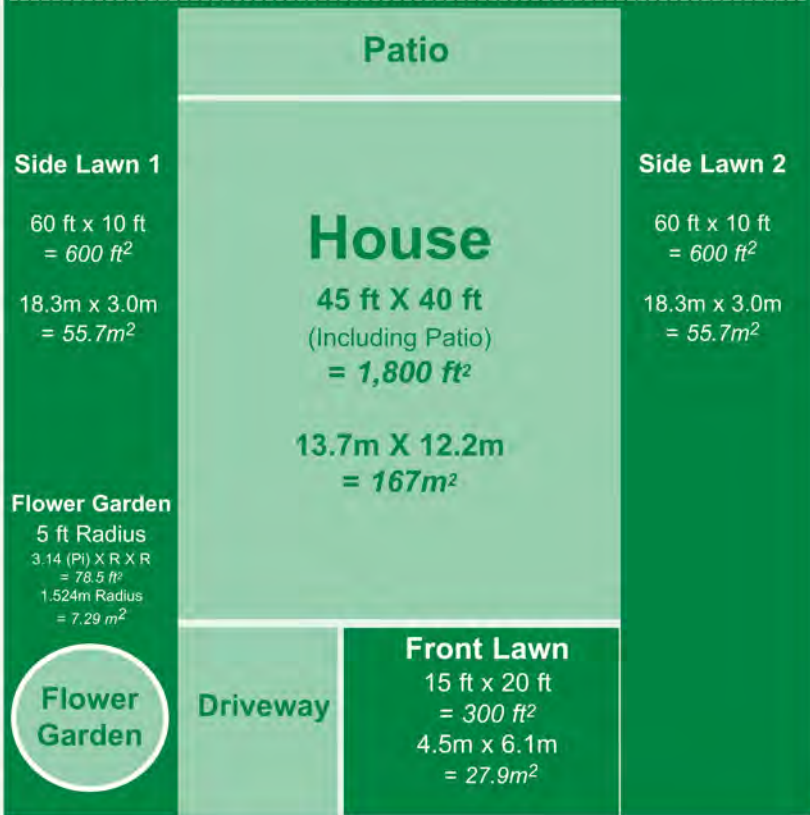 Patio
Side Lawn 1
60 ft x 10 ft
= 600 ft²
18.3m x 3.0m
= 55.7m²
House
45 ft X 40 ft
(Including Patio)
= 1,800 ft²
13.7m X 12.2m
= 167m²
Side Lawn 2
60 ft x 10 ft
= 600 ft²
18.3m x 3.0m
= 55.7m²
Flower Garden
5 ft Radius
3.14 (Pi) X R X R
= 78.5 ft²
1.524m Radius
= 7.29 m²
Flower
Garden
Driveway
Front Lawn
15 ft x 20 ft
= 300 ft²
4.5m x 6.1m
= 27.9m²